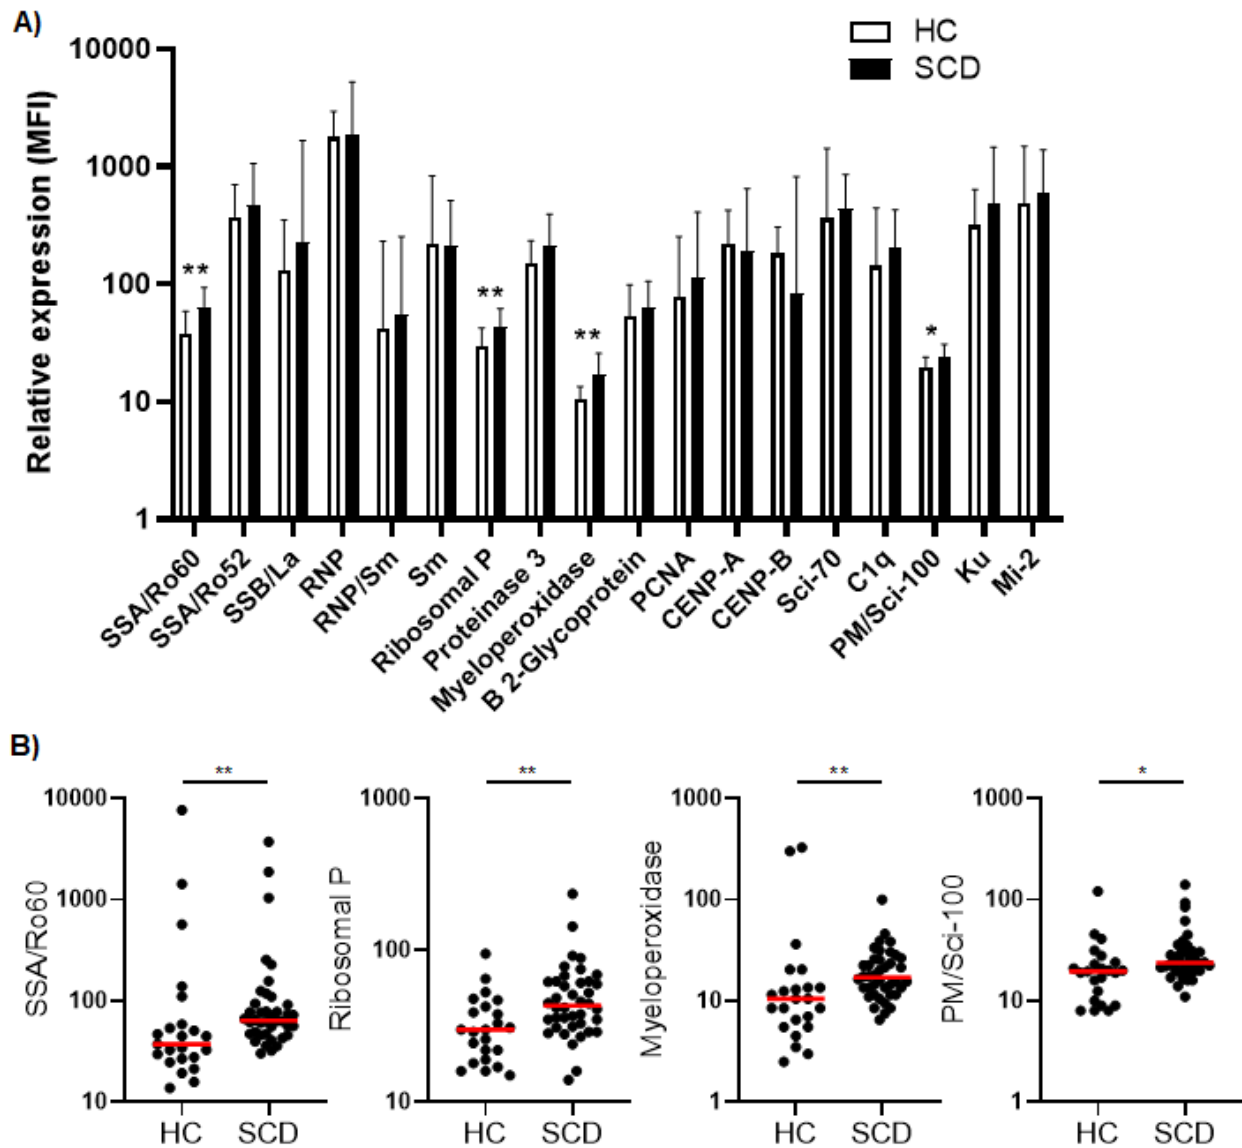 A)
HC
SCD
Relative expression (MFI)
10000
1000
100
10
1
**
**
**
*
SSA/Ro60
SSA/Ro52
SSB/La
RNP
RNP/Sm
Sm
Ribosomal P
Proteinase 3
Myeloperoxidase
B 2-Glycoprotein
PCNA
CENP-A
CENP-B
Scl-70
C1q
PM/Scl-100
Ku
Mi-2
B)
SSA/Ro60
10000
1000
100
10
**
HC SCD
Ribosomal P
1000
100
10
**
HC SCD
Myeloperoxidase
1000
100
10
1
**
HC SCD
PM/Sci-100
1000
100
10
1
*
HC SCD